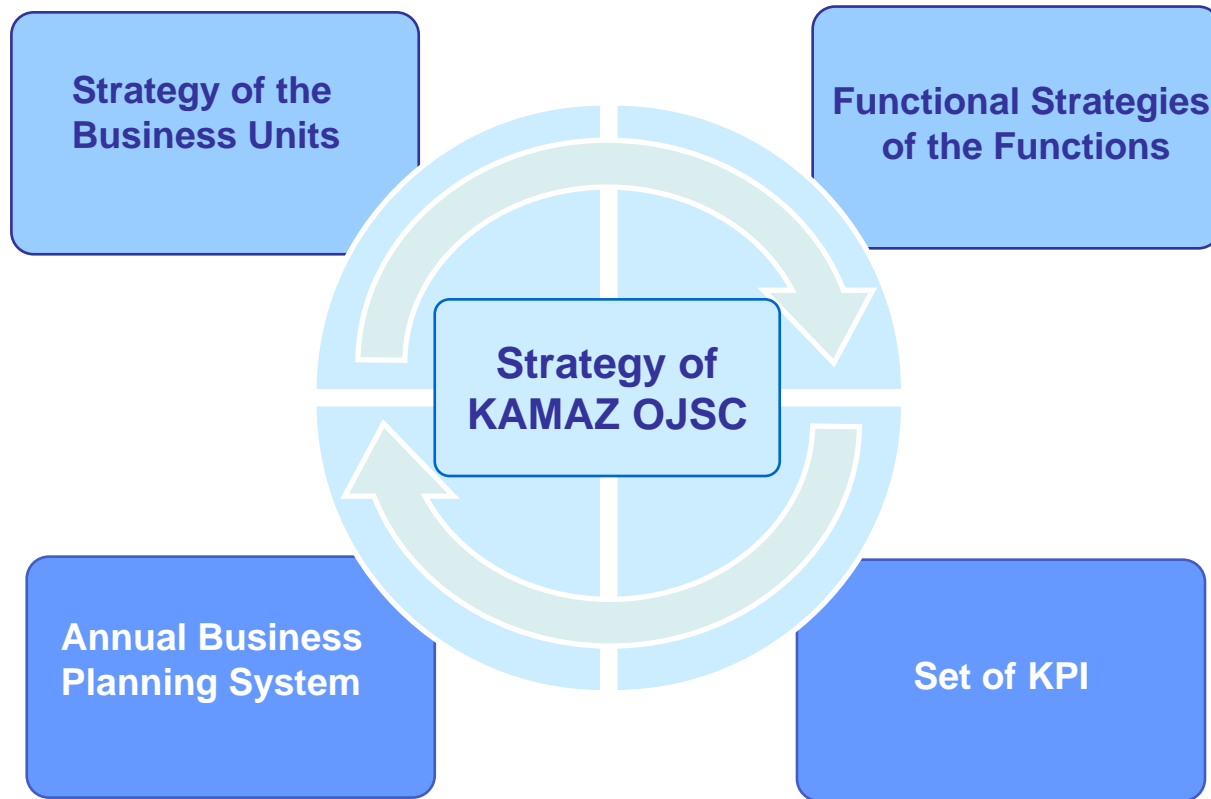 Strategy of the
Business Units
Functional Strategies
of the Functions
Strategy of
KAMAZ OJSC
Annual Business
Planning System
Set of KPI